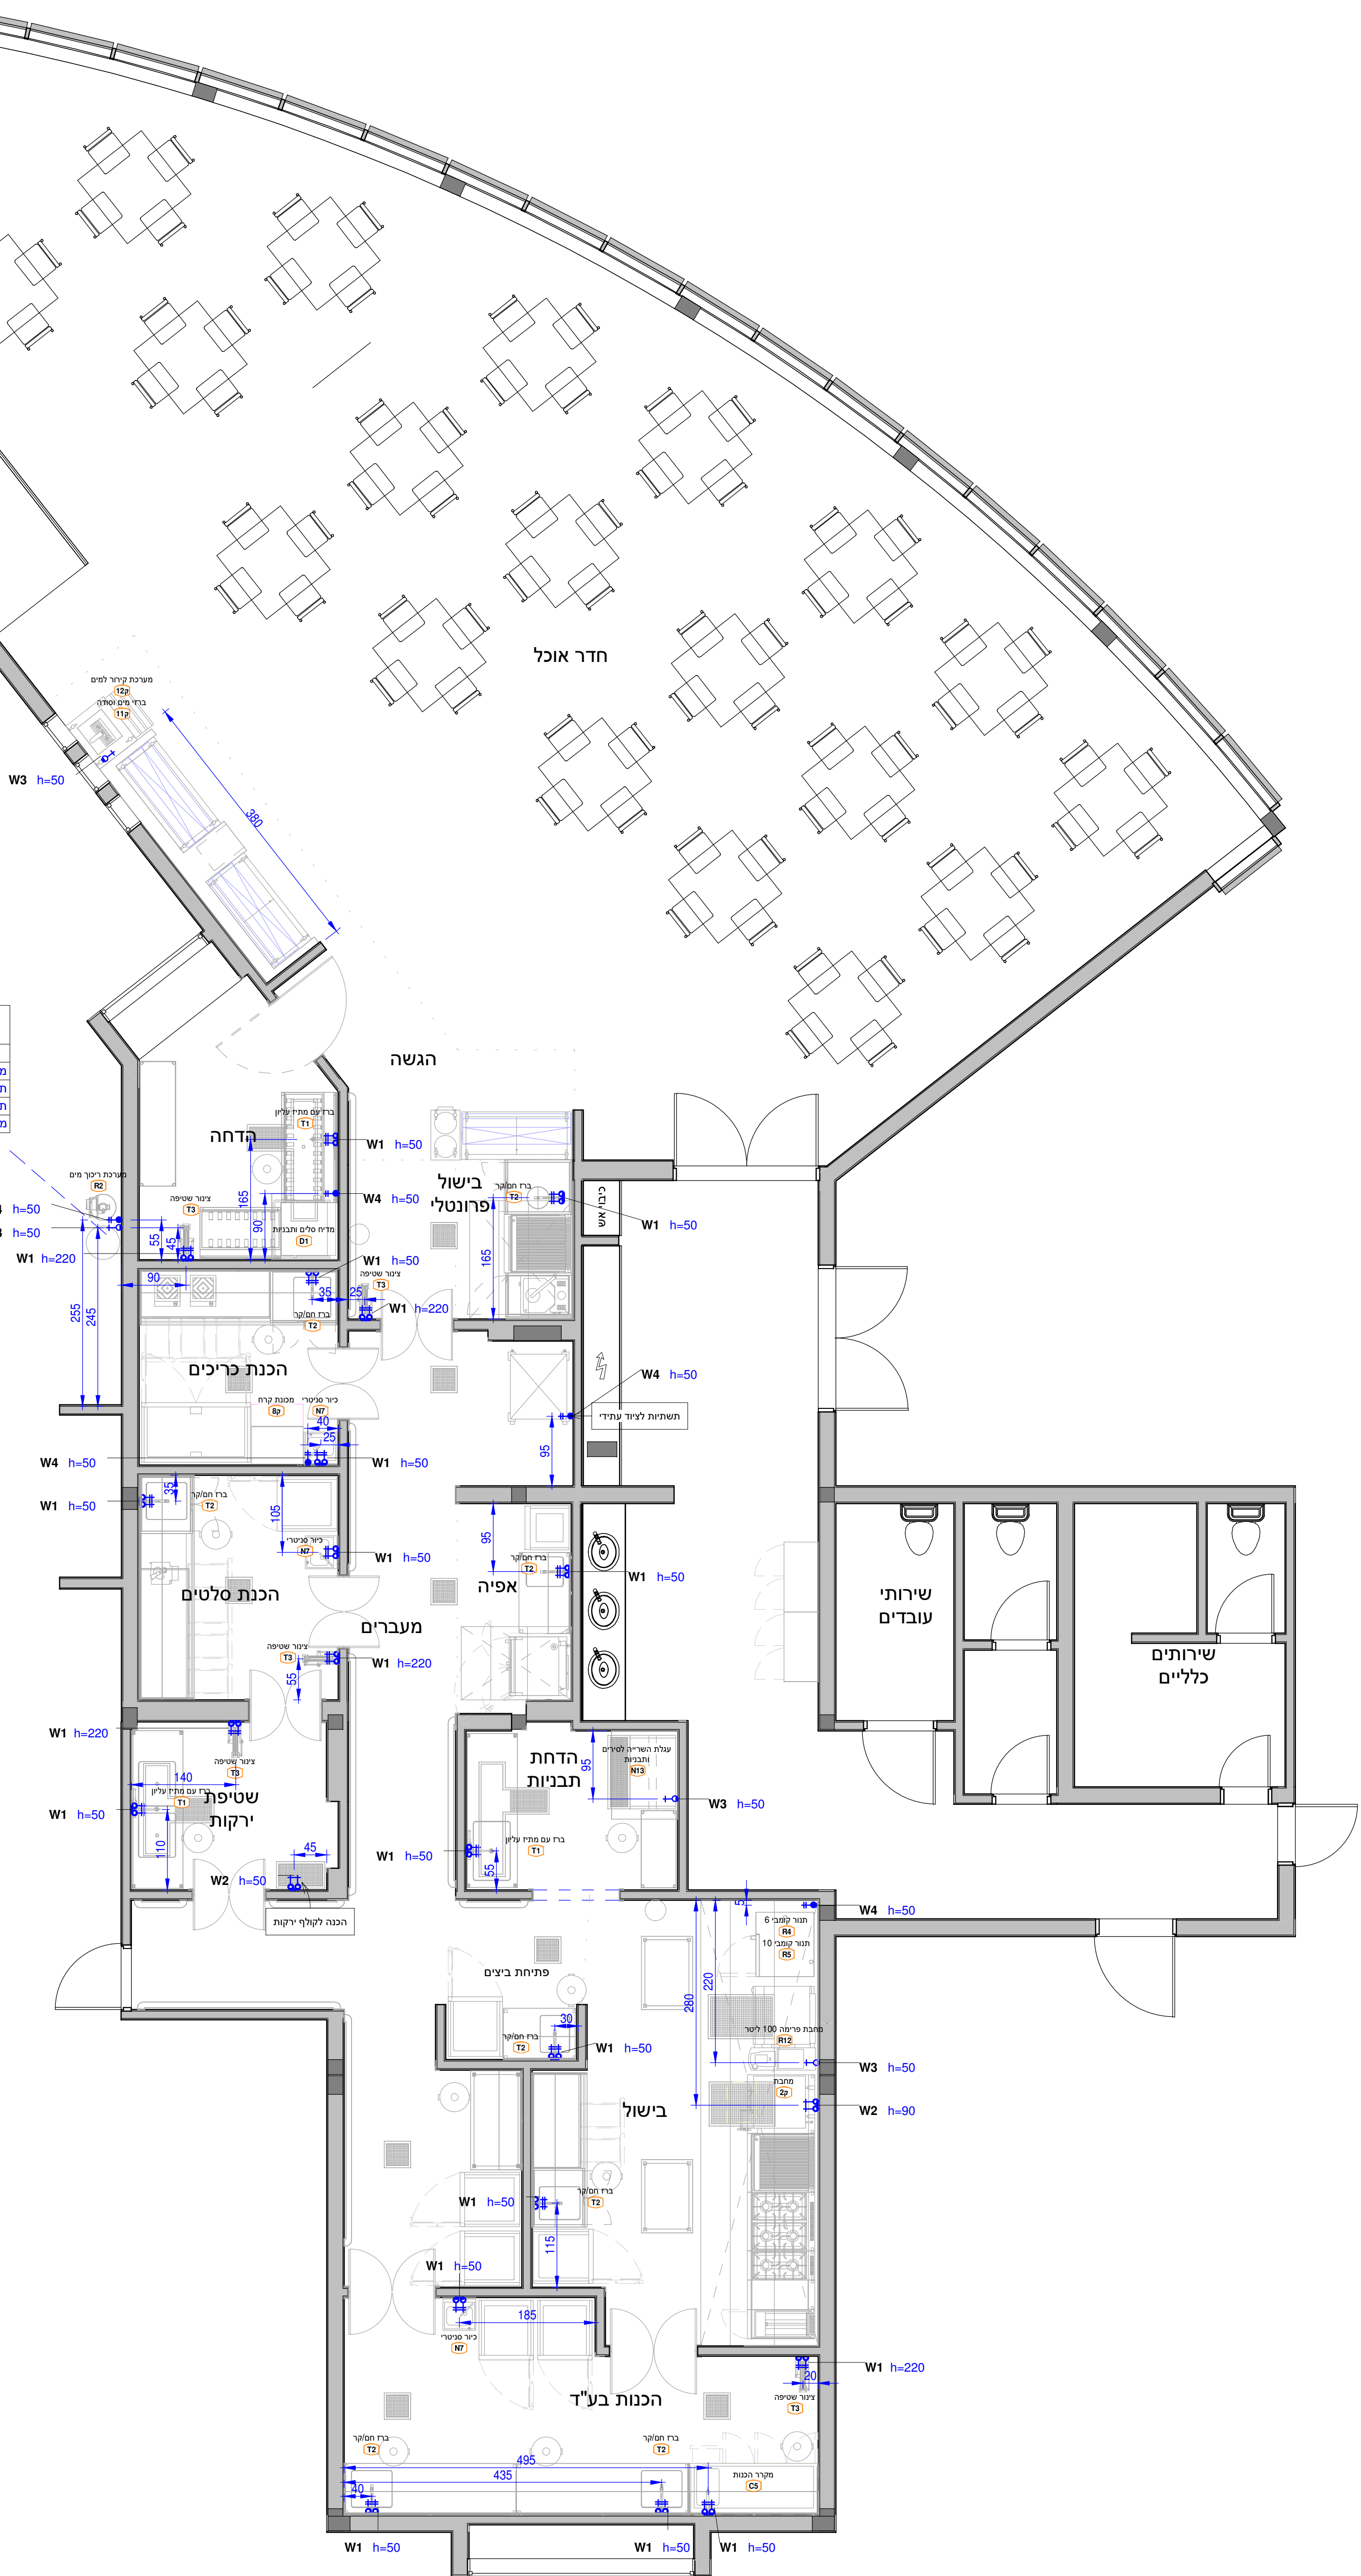 חדר אוכל
מערכת קירור למים
ק12
ברזי מים וסודה
ק11
W3 h=50
380
הגשה
מ
ת
ת
מ
ברז עם מתיז עליון
T1
הדחה
W1 h=50
165
90
מערכת ריכוך מים
R2
h=50
h=50
W1 h=220
צינור שטיפה
T3
55
45
W4 h=50
מדיח סלים ותבניות
D1
בישול
פרונטלי
ברז חם/קר
T2
כיבוי אש
W1 h=50
165
W1 h=50
90
35
25
צינור שטיפה
T3
W1 h=220
ברז חם/קר
T2
255
245
הכנת כריכים
מכונת קרח
ק8
כיור סניטרי
N7
40
25
W4 h=50
תשתיות לציוד עתידי
95
W4 h=50
W1 h=50
W1 h=50
35
ברז חם/קר
T2
105
כיור סניטרי
N7
W1 h=50
95
ברז חם/קר
T2
W1 h=50
אפיה
הכנת סלטים
מעברים
צינור שטיפה
T3
55
W1 h=220
שירותי
עובדים
שירותים
כלליים
W1 h=220
צינור שטיפה
T3
140
ברז עם מתיז עליון
T1
שטיפת
ירקות
W1 h=50
110
45
W2 h=50
הכנה לקולף ירקות
הדחת
תבניות
עגלת השרייה לסירים
ותבניות
N13
95
W3 h=50
ברז עם מתיז עליון
T1
W1 h=50
55
5
W4 h=50
תנור קומבי 6
R4
תנור קומבי 10
R5
220
280
פתיחת ביצים
30
ברז חם/קר
T2
W1 h=50
מחבת פרימה 100 ליטר
R12
W3 h=50
מחבת
ק2
W2 h=90
בישול
ברז חם/קר
T2
W1 h=50
115
W1 h=50
185
כיור סניטרי
N7
W1 h=220
20
צינור שטיפה
T3
הכנות בע"ד
ברז חם/קר
T2
ברז חם/קר
T2
495
435
40
מקרר הכנות
C5
W1 h=50
W1 h=50
W1 h=50